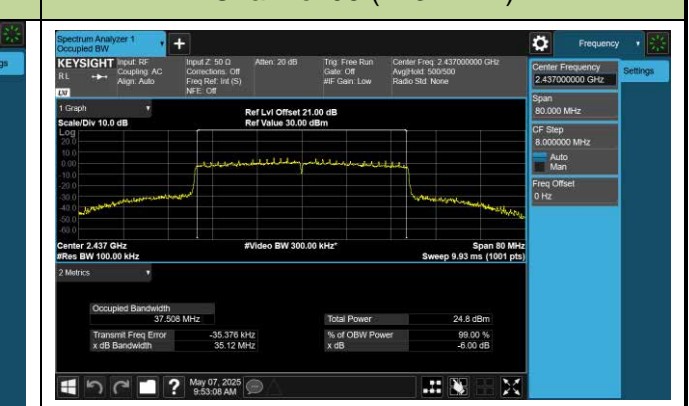 Spectrum Analyzer 1
Occupied BW
+
Frequency
KEYSIGHT
RL
LXI
Input: RF
Coupling: AC
Align: Auto
Input Z: 50 Ω
Corrections: Off
Freq Ref: Int (S)
NFE: Off
Atten: 20 dB
Trig: Free Run
Gate: Off
#IF Gain: Low
Center Freq: 2.437000000 GHz
Avg|Hold: 500/500
Radio Std: None
Center Frequency
2.437000000 GHz
Settings
Span
80.000 MHz
CF Step
8.000000 MHz
Auto
Man
Freq Offset
0 Hz
1 Graph
Scale/Div 10.0 dB
Ref Lvl Offset 21.00 dB
Ref Value 30.00 dBm
Log
20.0
10.0
0.00
-10.0
-20.0
-30.0
-40.0
-50.0
-60.0
Center 2.437 GHz
#Res BW 100.00 kHz
#Video BW 300.00 kHz*
Span 80 MHz
Sweep 9.93 ms (1001 pts)
2 Metrics
Occupied Bandwidth
37.508 MHz
Total Power 24.8 dBm
Transmit Freq Error -35.376 kHz
% of OBW Power 99.00 %
x dB Bandwidth 35.12 MHz
x dB -6.00 dB
?
May 07, 2025
9:53:08 AM